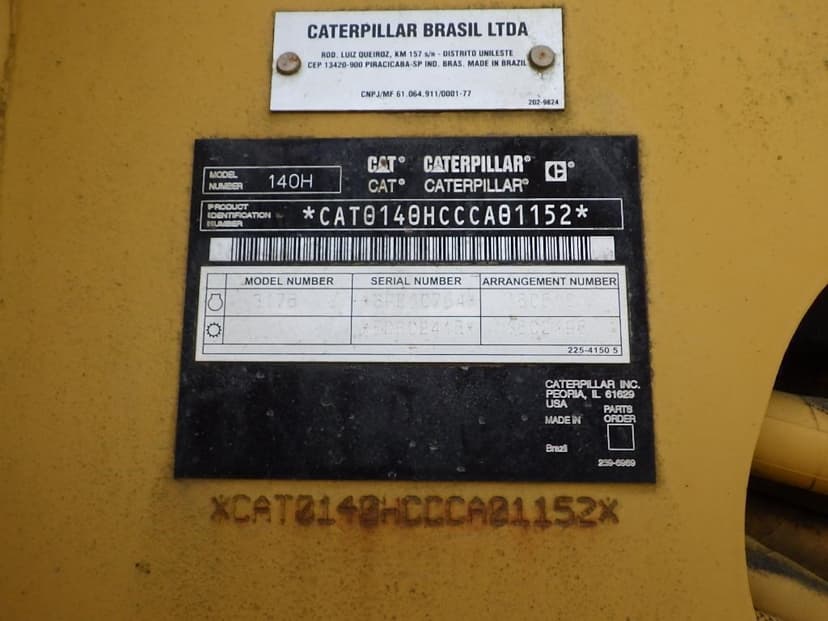 CATERPILLAR BRASIL LTDA
ROD. LUIZ QUEIROZ, KM 157 s/n - DISTRITO UNILESTE
CEP 13420-900 PIRACICABA-SP IND. BRAS. MADE IN BRAZIL
CNPJ/MF 61.064.911/0001-77
202-9824
CAT® CATERPILLAR® C®
MODEL NUMBER 140H
CAT® CATERPILLAR®
PRODUCT IDENTIFICATION NUMBER *CAT0140HCCCA01152*
MODEL NUMBER SERIAL NUMBER ARRANGEMENT NUMBER
3176
225-4150 5
CATERPILLAR INC.
PEORIA, IL 61629
USA
PARTS ORDER
MADE IN
Brazil
239-6969
*CAT0140HCCCA01152*